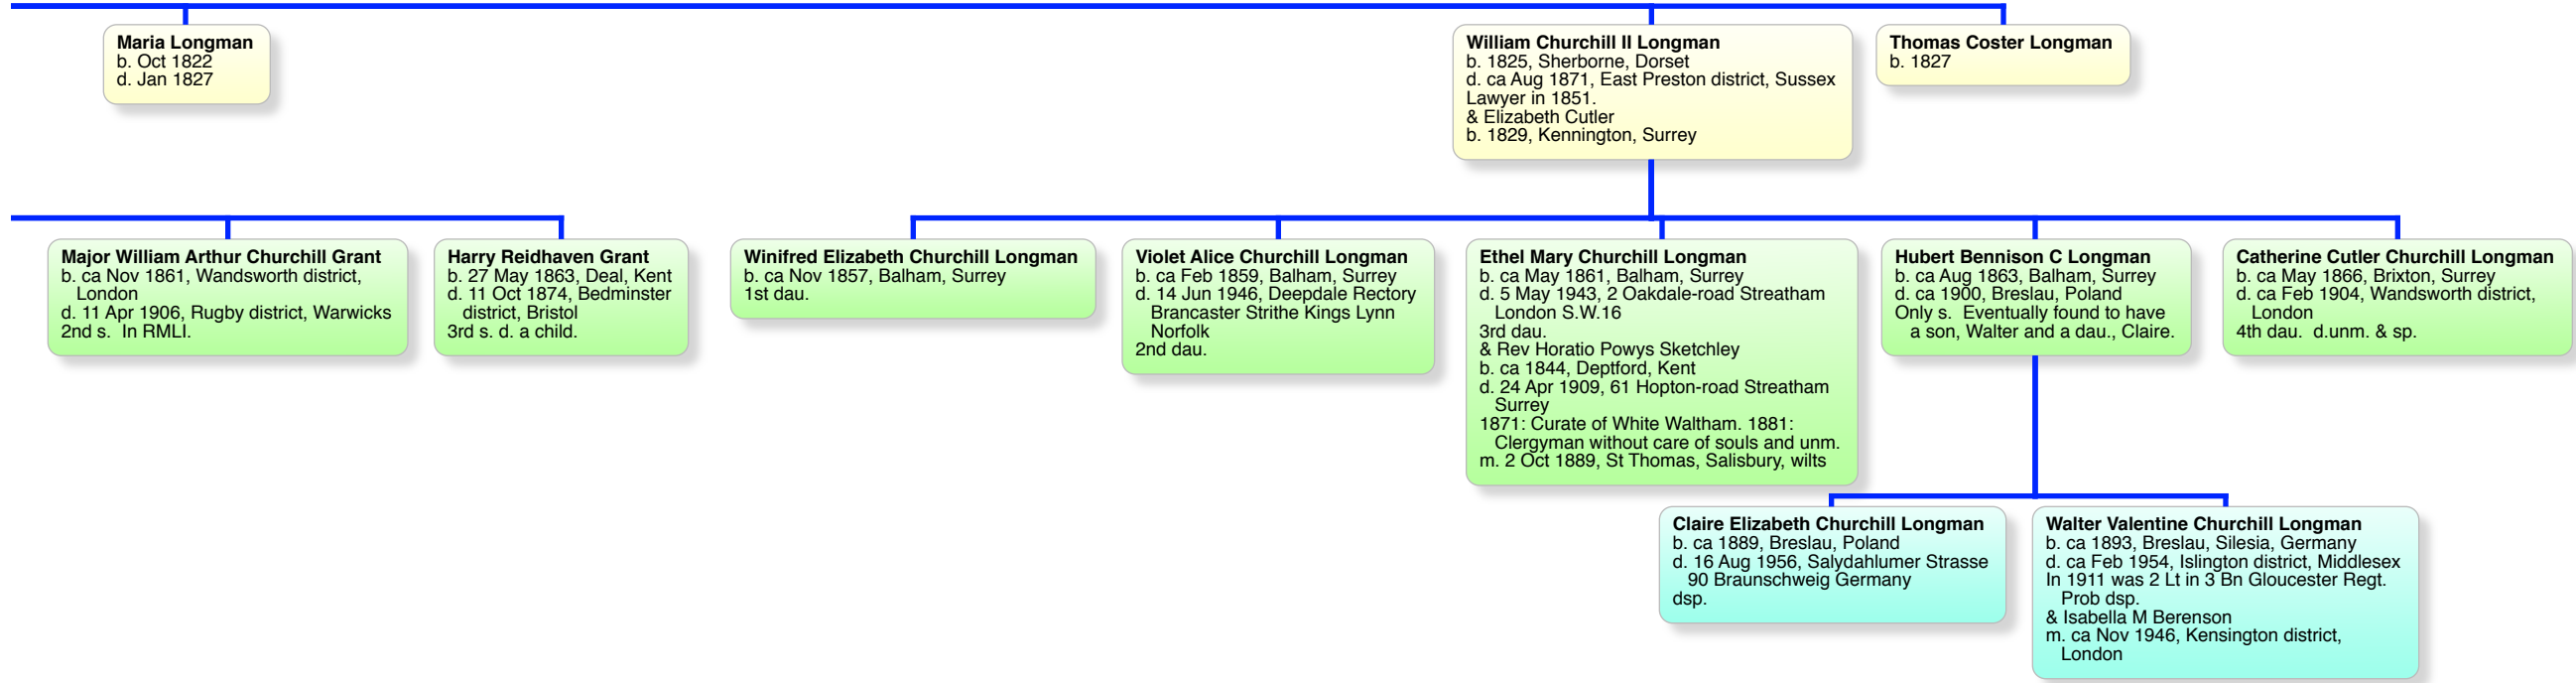 Maria Longman
b. Oct 1822
d. Jan 1827
William Churchill II Longman
b. 1825, Sherborne, Dorset
d. ca Aug 1871, East Preston district, Sussex
Lawyer in 1851.
& Elizabeth Cutler
b. 1829, Kennington, Surrey
Thomas Coster Longman
b. 1827
Major William Arthur Churchill Grant
b. ca Nov 1861, Wandsworth district,
London
d. 11 Apr 1906, Rugby district, Warwicks
2nd s.  In RMLI.
Harry Reidhaven Grant
b. 27 May 1863, Deal, Kent
d. 11 Oct 1874, Bedminster
district, Bristol
3rd s. d. a child.
Winifred Elizabeth Churchill Longman
b. ca Nov 1857, Balham, Surrey
1st dau.
Violet Alice Churchill Longman
b. ca Feb 1859, Balham, Surrey
d. 14 Jun 1946, Deepdale Rectory
Brancaster Strithe Kings Lynn
Norfolk
2nd dau.
Ethel Mary Churchill Longman
b. ca May 1861, Balham, Surrey
d. 5 May 1943, 2 Oakdale-road Streatham
London S.W.16
3rd dau.
& Rev Horatio Powys Sketchley
b. ca 1844, Deptford, Kent
d. 24 Apr 1909, 61 Hopton-road Streatham
Surrey
1871: Curate of White Waltham. 1881:
Clergyman without care of souls and unm.
m. 2 Oct 1889, St Thomas, Salisbury, wilts
Hubert Bennison C Longman
b. ca Aug 1863, Balham, Surrey
d. ca 1900, Breslau, Poland
Only s.  Eventually found to have
a son, Walter and a dau., Claire.
Catherine Cutler Churchill Longman
b. ca May 1866, Brixton, Surrey
d. ca Feb 1904, Wandsworth district,
London
4th dau.  d.unm. & sp.
Claire Elizabeth Churchill Longman
b. ca 1889, Breslau, Poland
d. 16 Aug 1956, Salydahlumer Strasse
90 Braunschweig Germany
dsp.
Walter Valentine Churchill Longman
b. ca 1893, Breslau, Silesia, Germany
d. ca Feb 1954, Islington district, Middlesex
In 1911 was 2 Lt in 3 Bn Gloucester Regt.
Prob dsp.
& Isabella M Berenson
m. ca Nov 1946, Kensington district,
London